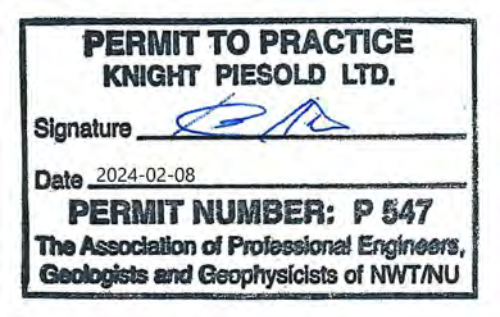 PERMIT TO PRACTICE
KNIGHT PIESOLD LTD.
Signature
Date 2024-02-08
PERMIT NUMBER: P 547
The Association of Professional Engineers,
Geologists and Geophysicists of NWT/NU